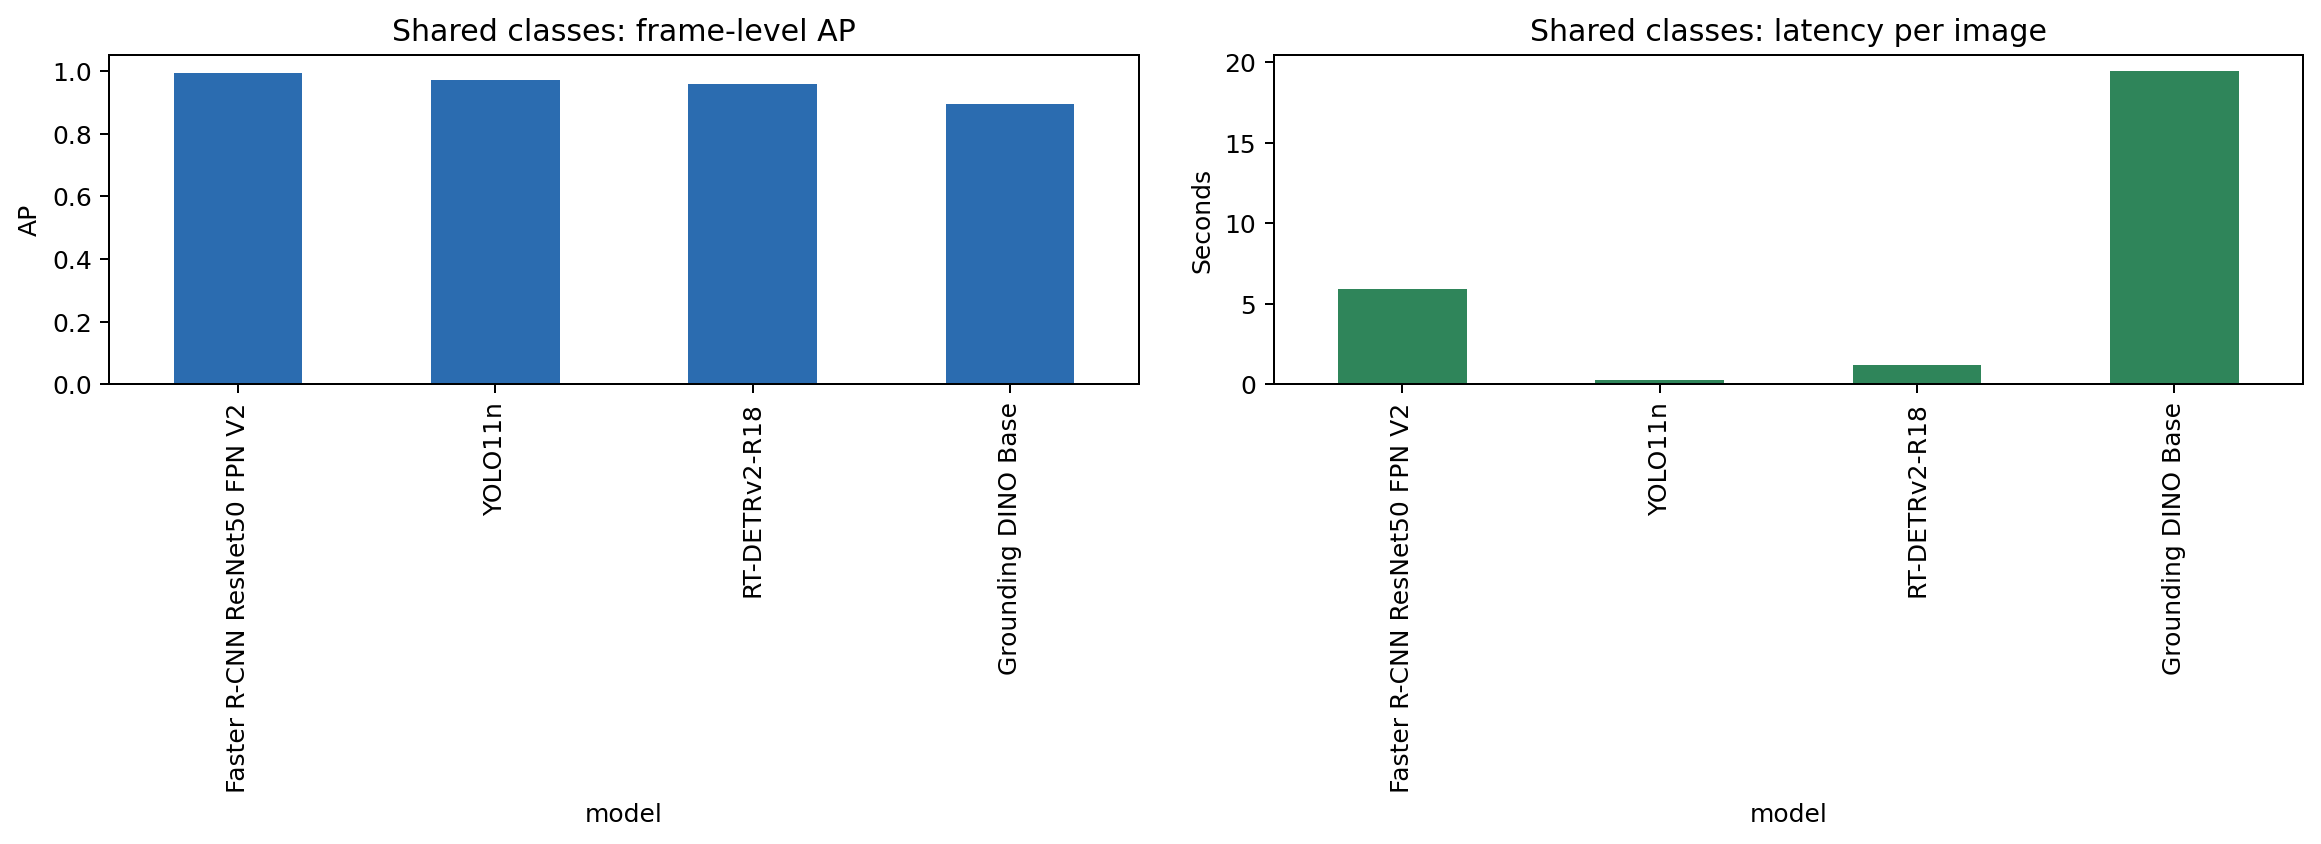 Shared classes: frame-level AP
AP
1.0
0.8
0.6
0.4
0.2
0.0
Faster R-CNN ResNet50 FPN V2
YOLO11n
RT-DETRv2-R18
Grounding DINO Base
model
Shared classes: latency per image
Seconds
20
15
10
5
0
Faster R-CNN ResNet50 FPN V2
YOLO11n
RT-DETRv2-R18
Grounding DINO Base
model